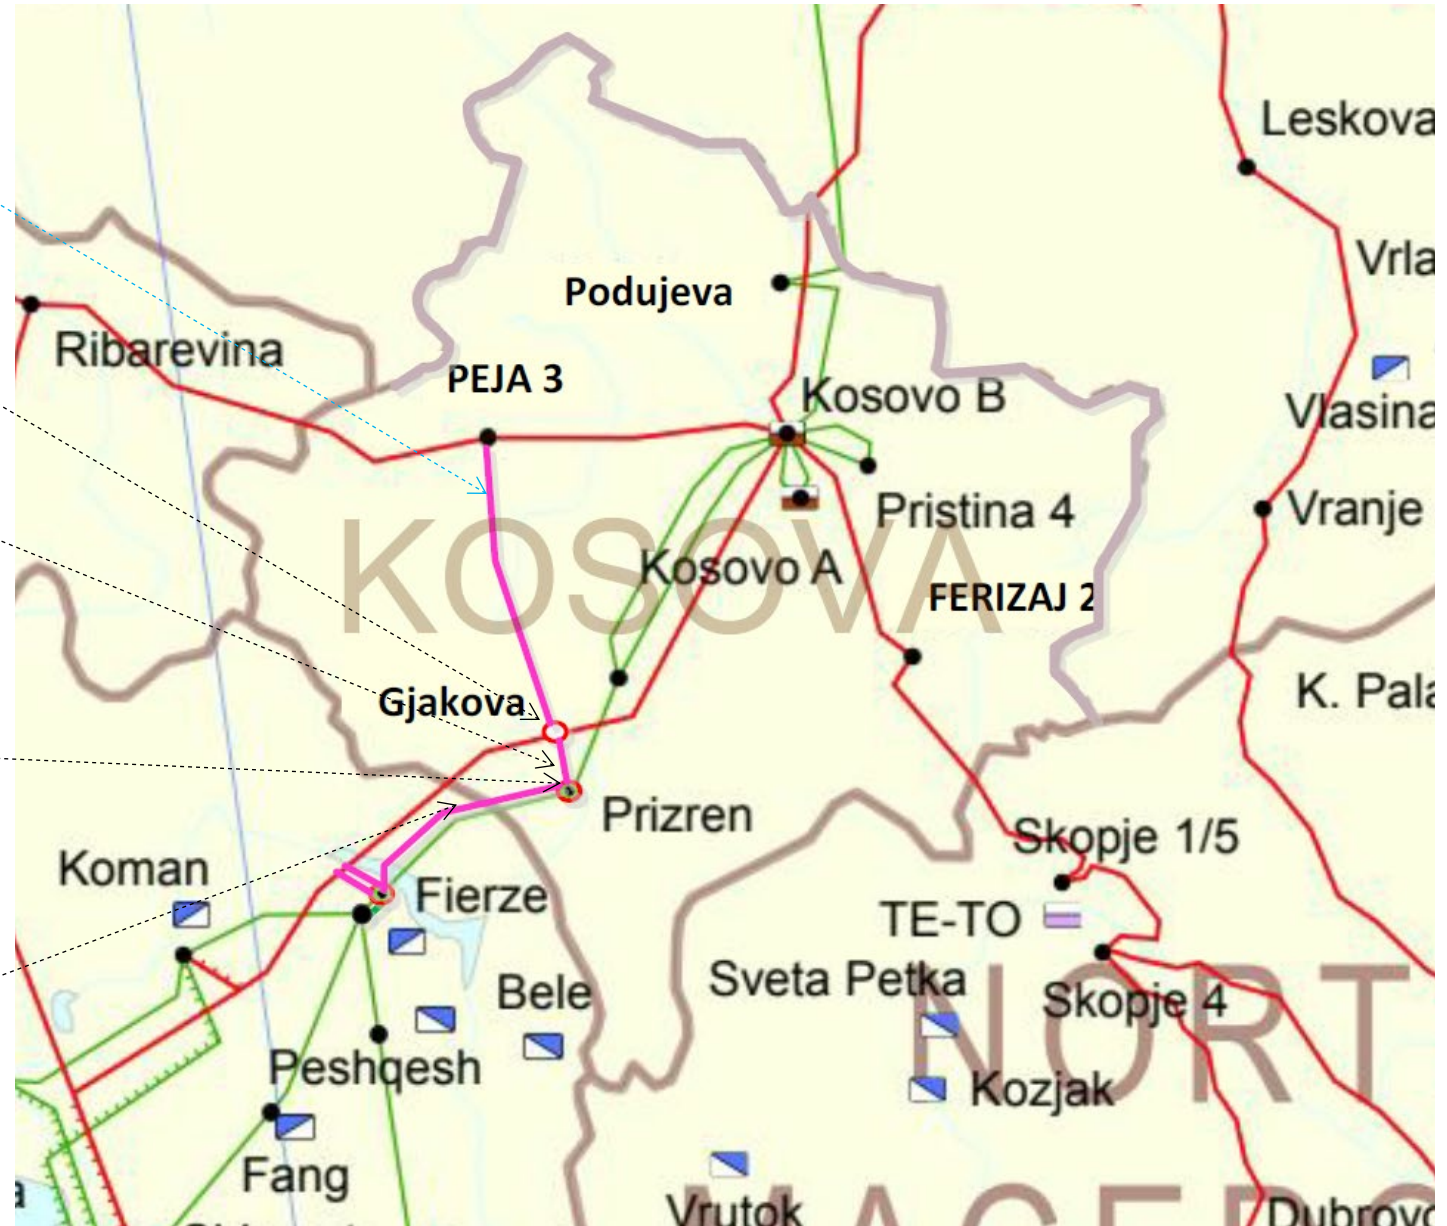 Leskova
Vrla
Podujeva
Ribarevina
PEJA 3
Kosovo B
Vlasina
Pristina 4
Vranje
KOSOVA
Kosovo A
FERIZAJ 2
Gjakova
K. Pala
Prizren
Skopje 1/5
Koman
Fierze
TE-TO
Sveta Petka
Bele
NORT
Skopje 4
Peshqesh
Kozjak
Fang
Vrutok
Dubrovo